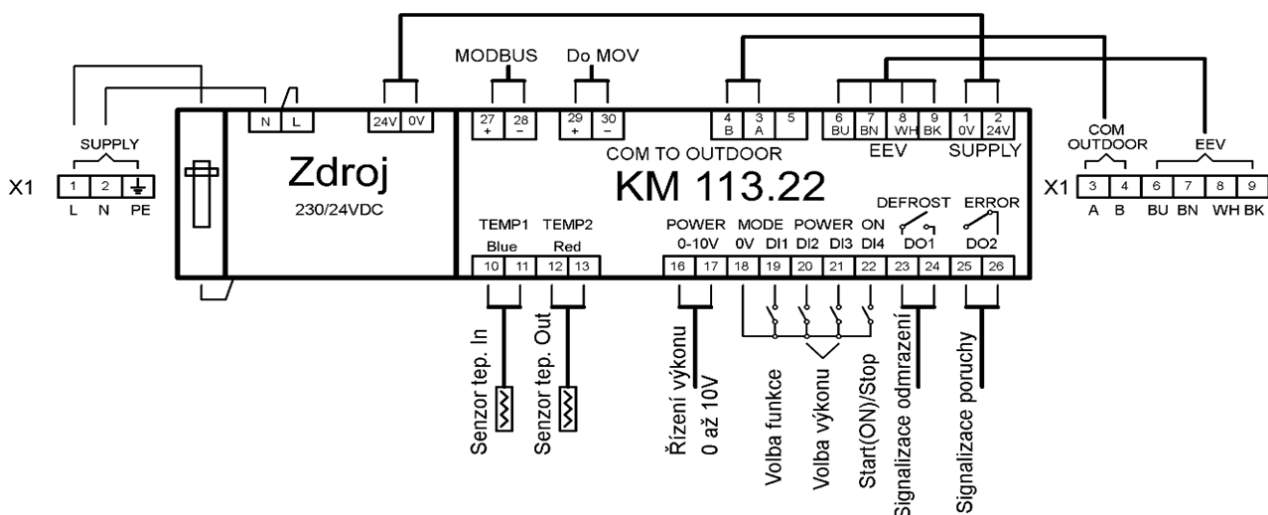 MODBUS Do MOV
N L 24V 0V 27 28 29 30 4 3 5 6 7 8 9 1 2
+ − + − B A BU BN WH BK 0V 24V
SUPPLY
X1 1 2
L N PE
Zdroj
230/24VDC
COM TO OUTDOOR EEV SUPPLY
KM 113.22
COM
OUTDOOR EEV
X1 3 4 6 7 8 9
A B BU BN WH BK
DEFROST ERROR
TEMP1 TEMP2 POWER MODE POWER ON
Blue Red 0-10V 0V DI1 DI2 DI3 DI4 DO1 DO2
10 11 12 13 16 17 18 19 20 21 22 23 24 25 26
Senzor tep. In
Senzor tep. Out
Řízení výkonu
0 až 10V
Volba funkce
Volba výkonu
Start(ON)/Stop
Signalizace odmrazení
Signalizace poruchy